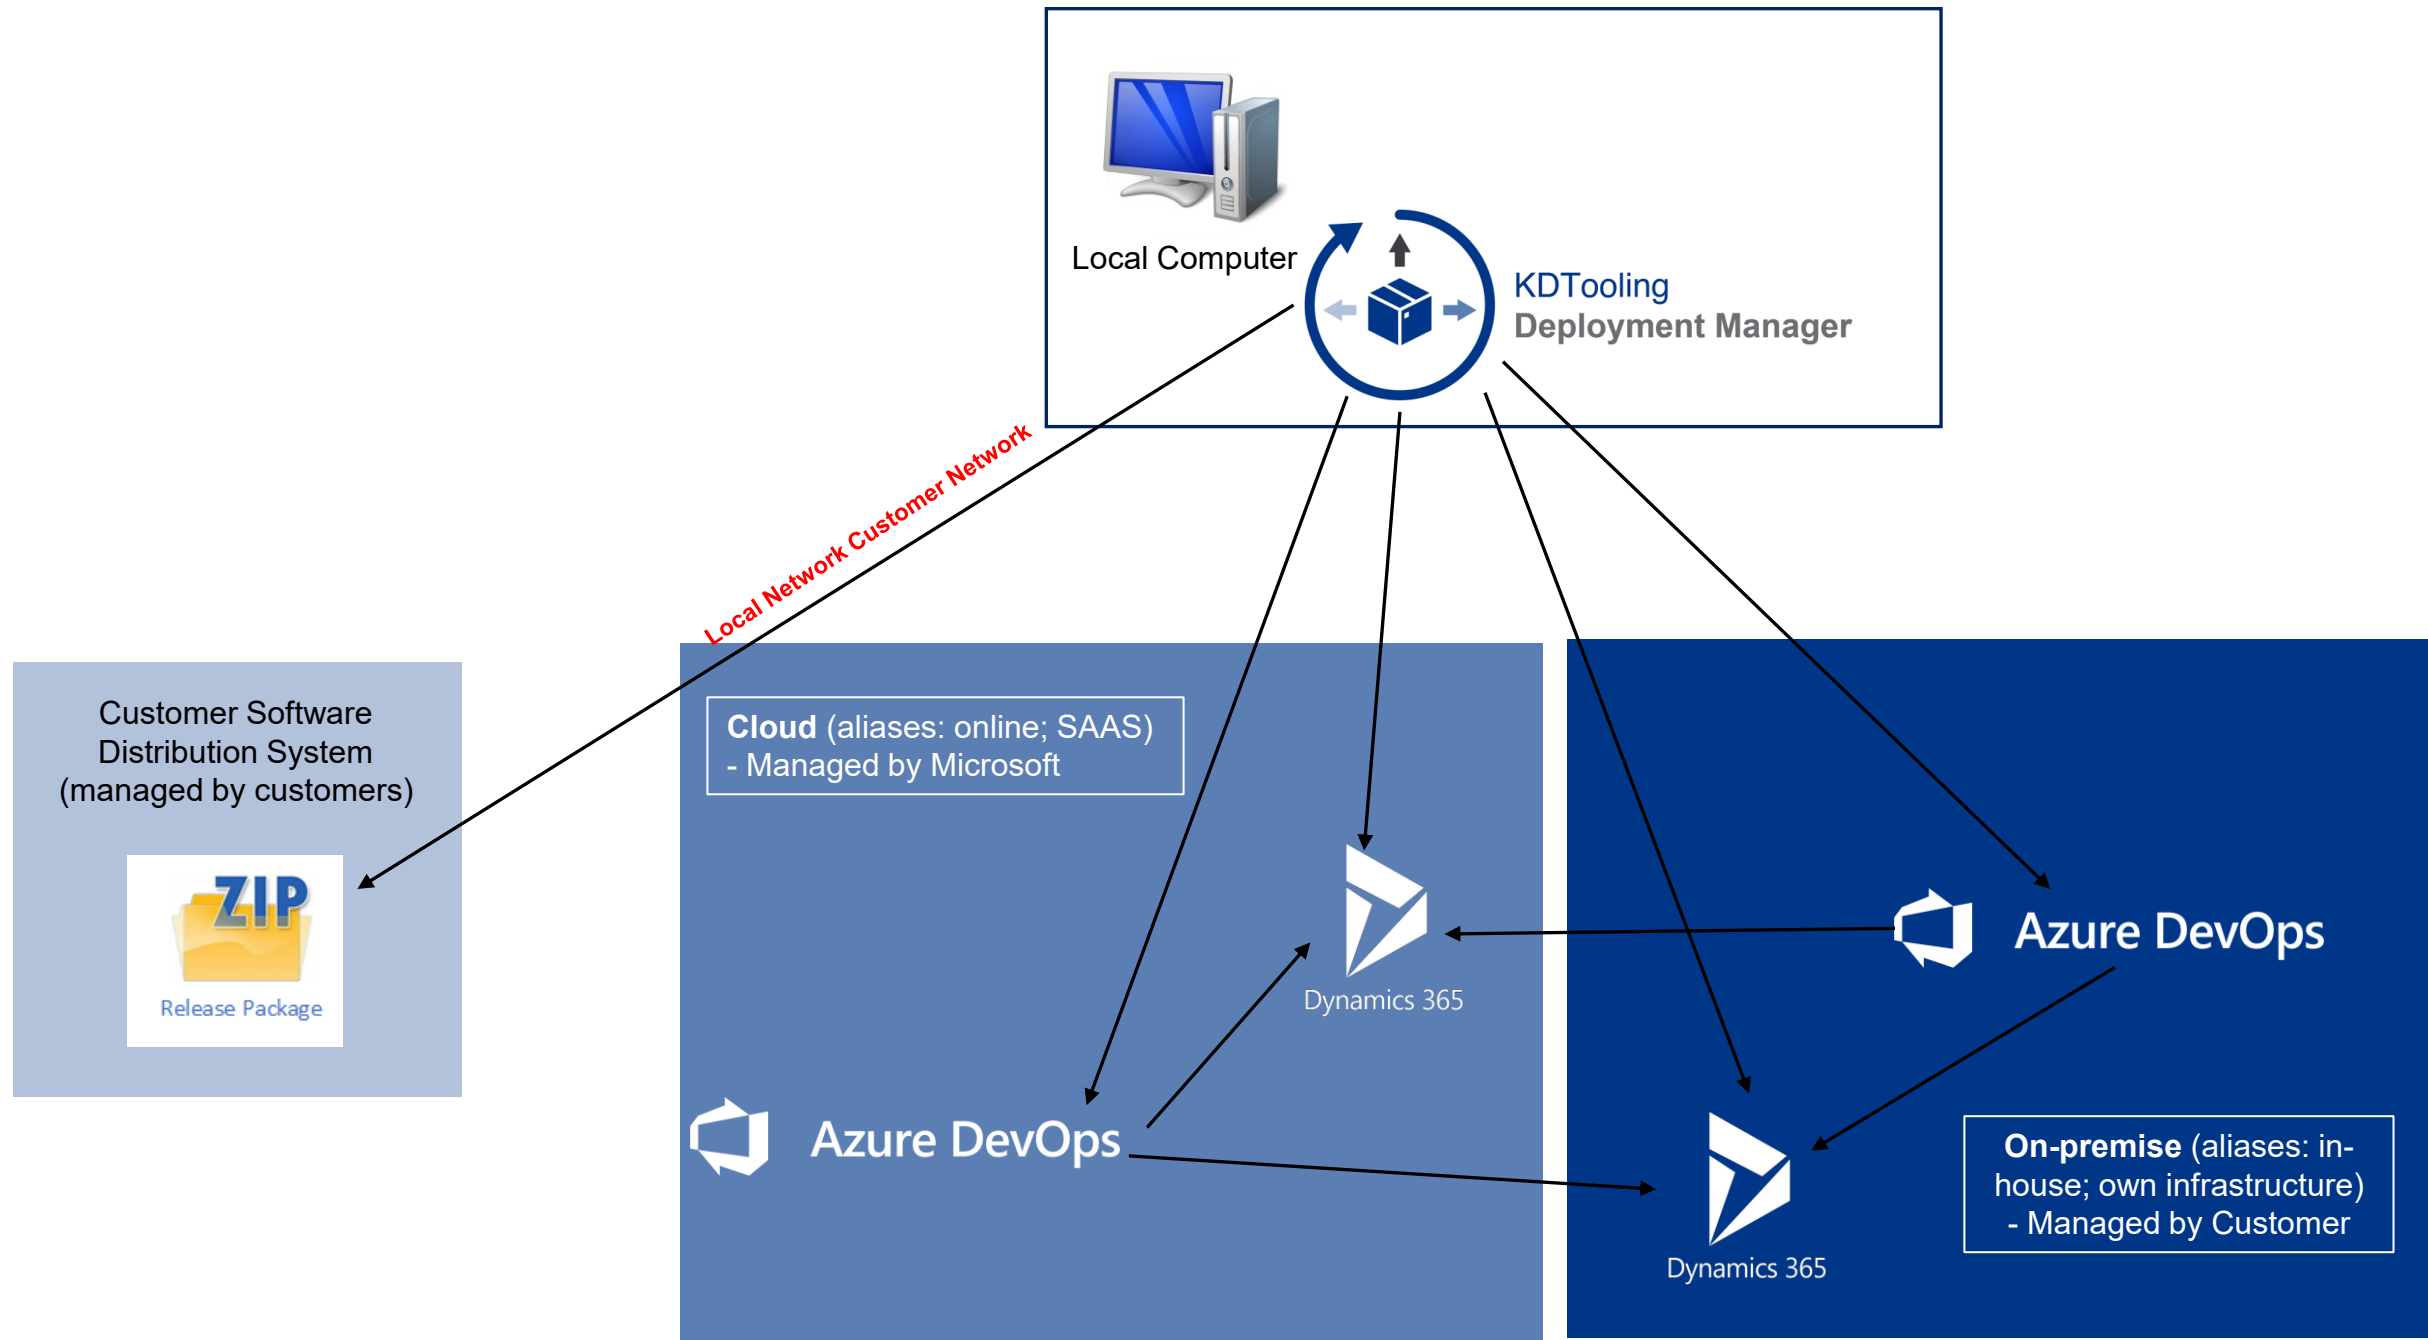 Local Computer
KDTooling
Deployment Manager
Local Network Customer Network
Customer Software
Distribution System
(managed by customers)
ZIP
Release Package
Cloud (aliases: online; SAAS)
- Managed by Microsoft
Dynamics 365
Azure DevOps
Azure DevOps
Dynamics 365
On-premise (aliases: in-
house; own infrastructure)
- Managed by Customer